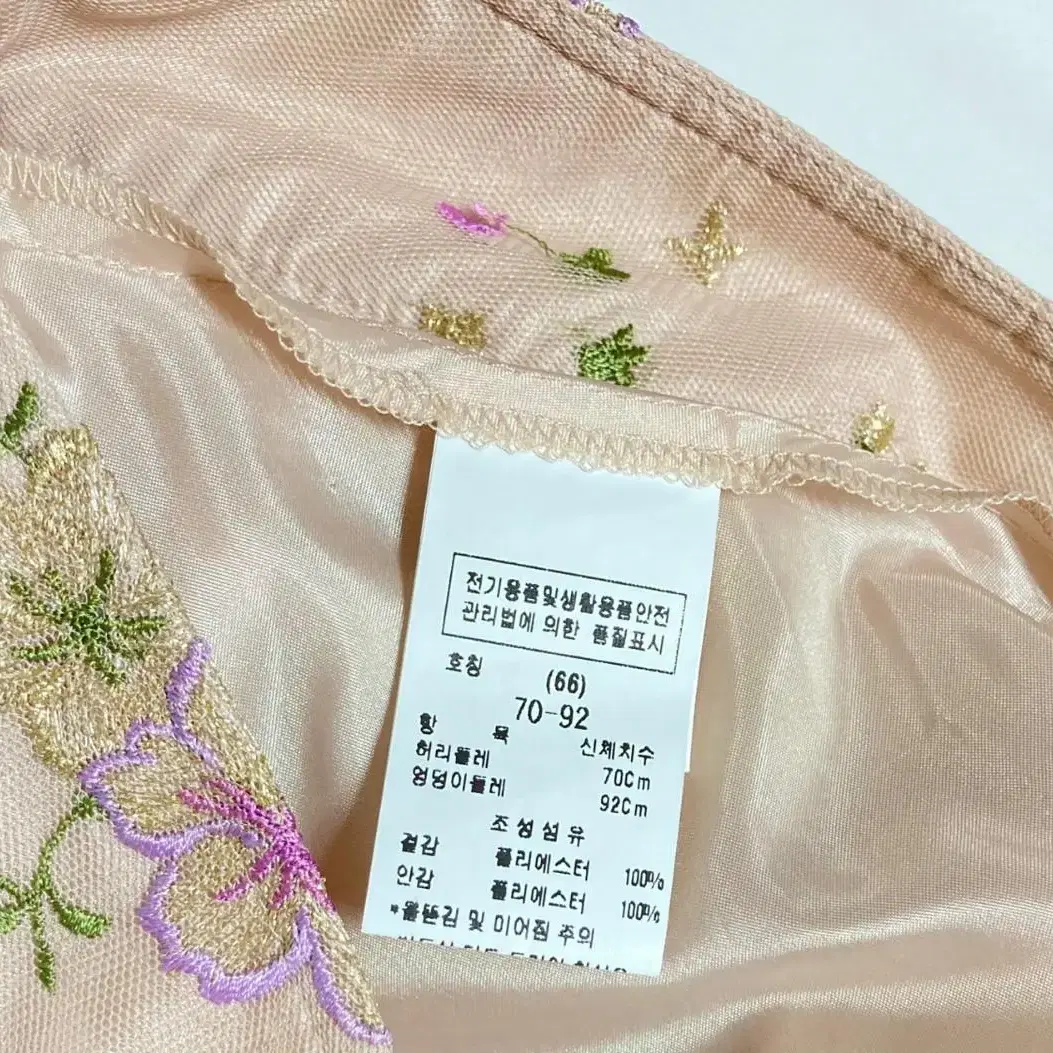 전기용품및생활용품안전
관리법에 의한 품질표시
호칭 (66)
70-92
항 목 신체치수
허리둘레 70Cm
엉덩이둘레 92Cm
조성섬유
겉감 폴리에스터 100%
안감 폴리에스터 100%
*올뜯김 및 미어짐 주의